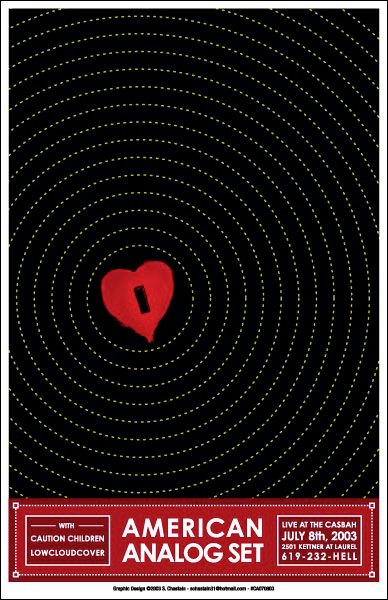 WITH
CAUTION CHILDREN
LOWCLOUDCOVER
AMERICAN
ANALOG SET
LIVE AT THE CASBAH
JULY 8th, 2003
2501 KETTNER AT LAUREL
619-232-HELL
Graphic Design ©2003 S. Chastain - schastain31@hotmail.com - #CA070803